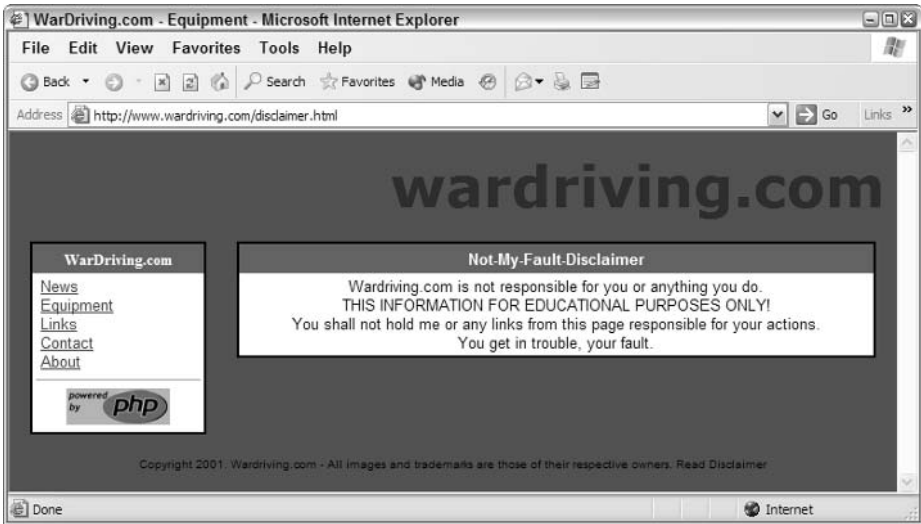 WarDriving.com - Equipment - Microsoft Internet Explorer
File Edit View Favorites Tools Help
Back Search Favorites Media
Address http://www.wardriving.com/disclaimer.html Go Links »
wardriving.com
WarDriving.com
News
Equipment
Links
Contact
About
powered
by php
Not-My-Fault-Disclaimer
Wardriving.com is not responsible for you or anything you do.
THIS INFORMATION FOR EDUCATIONAL PURPOSES ONLY!
You shall not hold me or any links from this page responsible for your actions.
You get in trouble, your fault.
Copyright 2001. Wardriving.com - All images and trademarks are those of their respective owners. Read Disclaimer
Done Internet